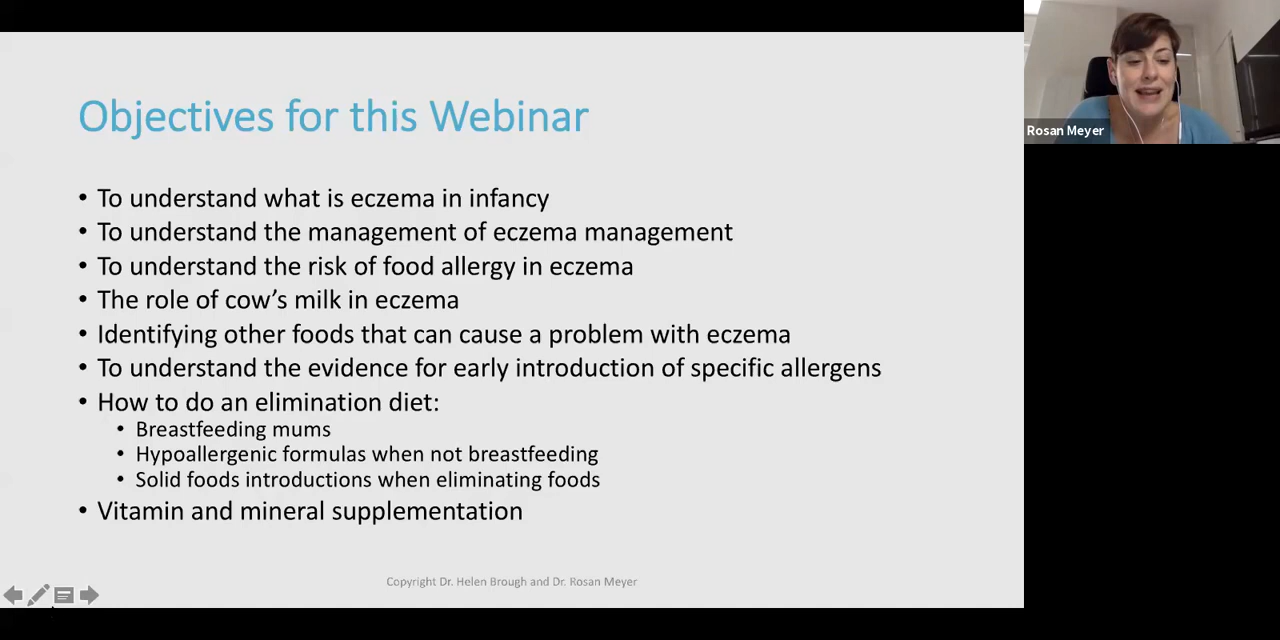 Objectives for this Webinar
• To understand what is eczema in infancy
• To understand the management of eczema management
• To understand the risk of food allergy in eczema
• The role of cow’s milk in eczema
• Identifying other foods that can cause a problem with eczema
• To understand the evidence for early introduction of specific allergens
• How to do an elimination diet:
• Breastfeeding mums
• Hypoallergenic formulas when not breastfeeding
• Solid foods introductions when eliminating foods
• Vitamin and mineral supplementation
Copyright Dr. Helen Brough and Dr. Rosan Meyer
Rosan Meyer